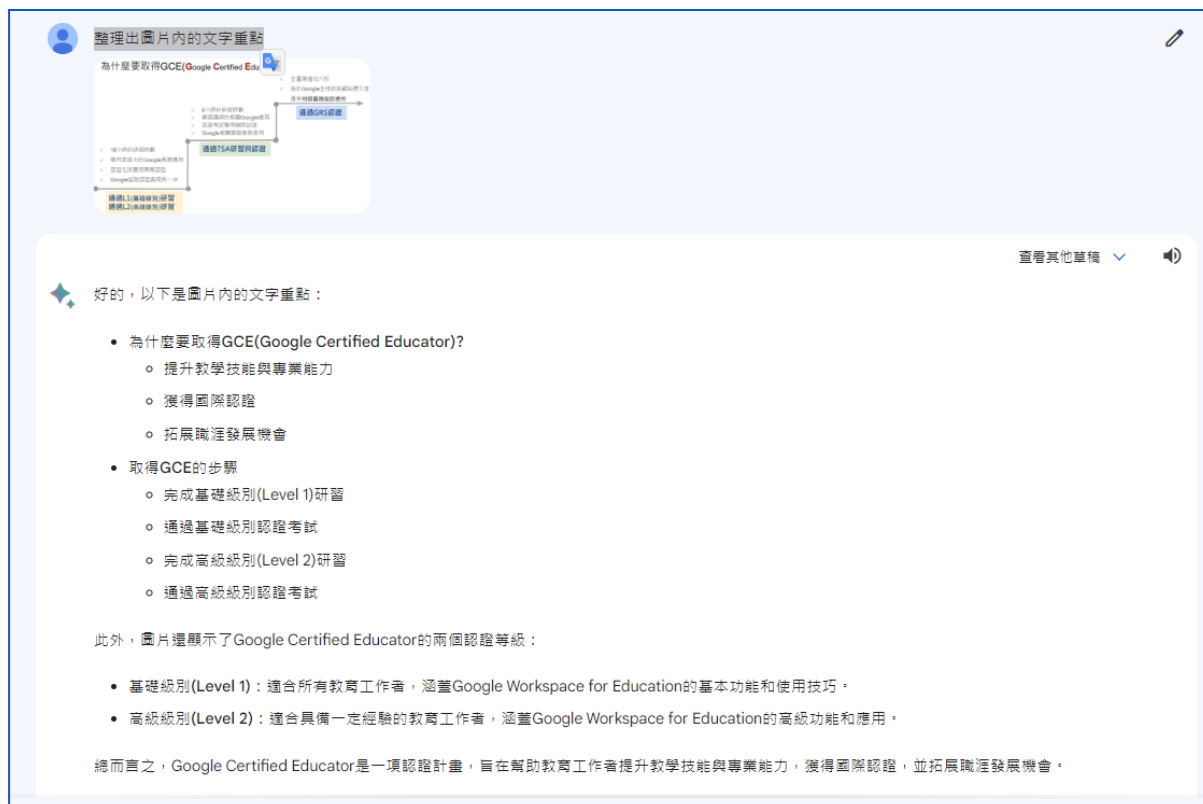 整理出圖片內的文字重點
為什麼要取得GCE(Google Certified Edu
通過GRS認證
通過TSA研習與認證
通過L1(基礎級別)研習
通過L2(高級級別)研習
查看其他草稿
好的，以下是圖片內的文字重點：
為什麼要取得GCE(Google Certified Educator)?
提升教學技能與專業能力
獲得國際認證
拓展職涯發展機會
取得GCE的步驟
完成基礎級別(Level 1)研習
通過基礎級別認證考試
完成高級級別(Level 2)研習
通過高級級別認證考試
此外，圖片還顯示了Google Certified Educator的兩個認證等級：
基礎級別(Level 1)：適合所有教育工作者，涵蓋Google Workspace for Education的基本功能和使用技巧。
高級級別(Level 2)：適合具備一定經驗的教育工作者，涵蓋Google Workspace for Education的高級功能和應用。
總而言之，Google Certified Educator是一項認證計畫，旨在幫助教育工作者提升教學技能與專業能力，獲得國際認證，並拓展職涯發展機會。